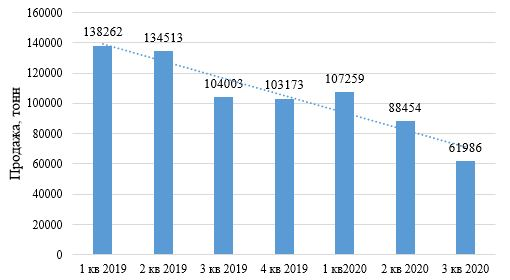 160000
140000
120000
100000
80000
60000
40000
20000
0
Продажа, тонн
138262
134513
104003
103173
107259
88454
61986
1 кв 2019
2 кв 2019
3 кв 2019
4 кв 2019
1 кв2020
2 кв 2020
3 кв 2020